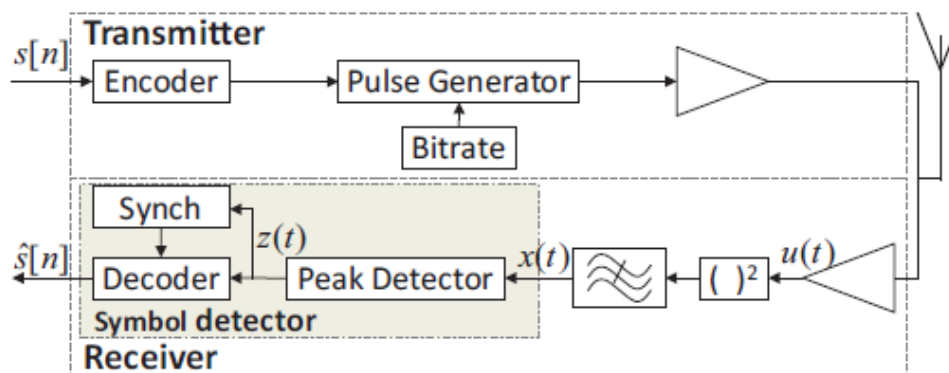 Transmitter
s[n]
Encoder
Pulse Generator
Bitrate
Synch
z(t)
x(t)
u(t)
ŝ[n]
Decoder
Peak Detector
( )²
Symbol detector
Receiver